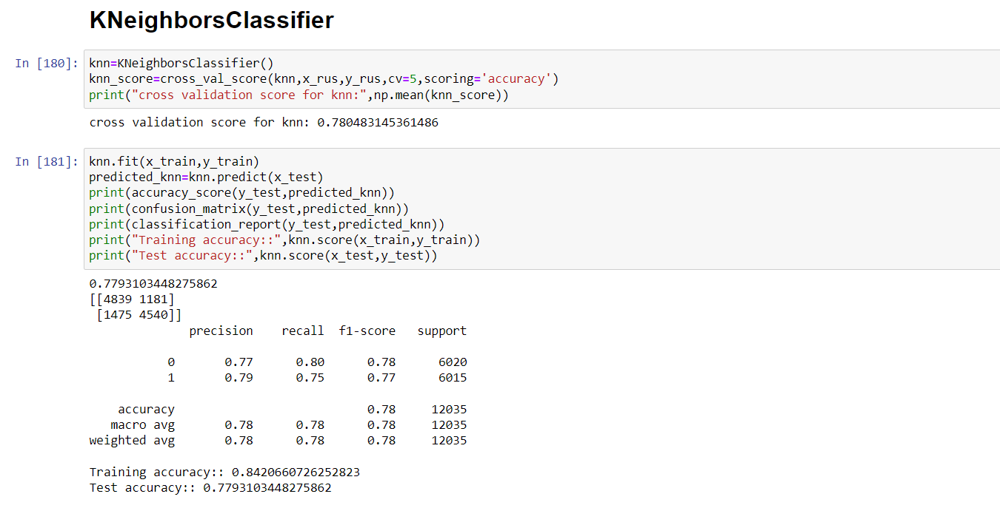 KNeighborsClassifier
In [180]: knn=KNeighborsClassifier()
knn_score=cross_val_score(knn,x_rus,y_rus,cv=5,scoring='accuracy')
print("cross validation score for knn:",np.mean(knn_score))
cross validation score for knn: 0.780483145361486
In [181]: knn.fit(x_train,y_train)
predicted_knn=knn.predict(x_test)
print(accuracy_score(y_test,predicted_knn))
print(confusion_matrix(y_test,predicted_knn))
print(classification_report(y_test,predicted_knn))
print("Training accuracy::",knn.score(x_train,y_train))
print("Test accuracy::",knn.score(x_test,y_test))
0.7793103448275862
[[4839 1181]
[1475 4540]]
precision recall f1-score support
0 0.77 0.80 0.78 6020
1 0.79 0.75 0.77 6015
accuracy 0.78 12035
macro avg 0.78 0.78 0.78 12035
weighted avg 0.78 0.78 0.78 12035
Training accuracy:: 0.8420660726252823
Test accuracy:: 0.7793103448275862